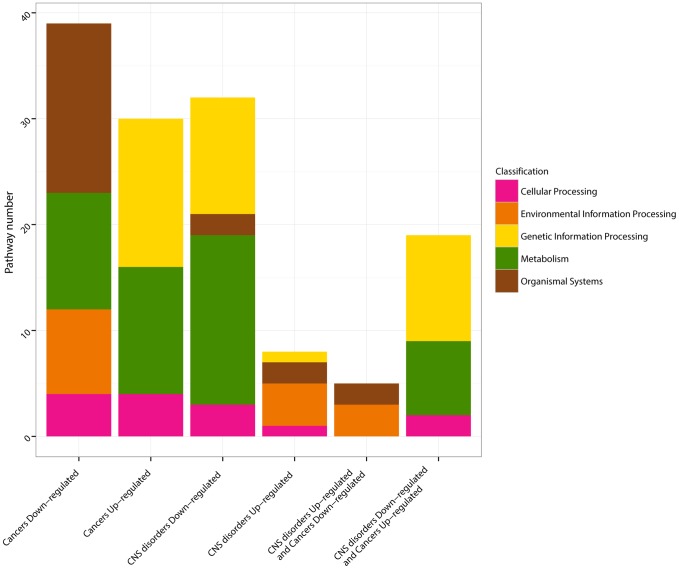 Pathway number
40
30
20
10
0
Cancers Down-regulated
Cancers Up-regulated
CNS disorders Down-regulated
CNS disorders Up-regulated
CNS disorders Up-regulated
and Cancers Down-regulated
CNS disorders Down-regulated
and Cancers Up-regulated
Classification
Cellular Processing
Environmental Information Processing
Genetic Information Processing
Metabolism
Organismal Systems